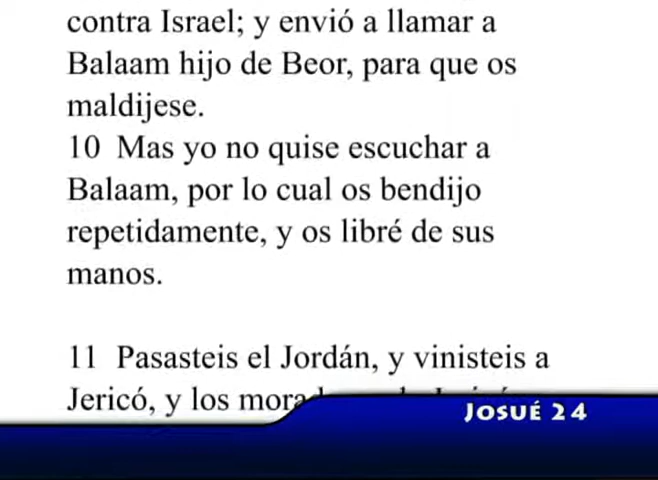 contra Israel; y envió a llamar a
Balaam hijo de Beor, para que os
maldijese.
10 Mas yo no quise escuchar a
Balaam, por lo cual os bendijo
repetidamente, y os libré de sus
manos.
11 Pasasteis el Jordán, y vinisteis a
Jericó, y los
JOSUÉ 24